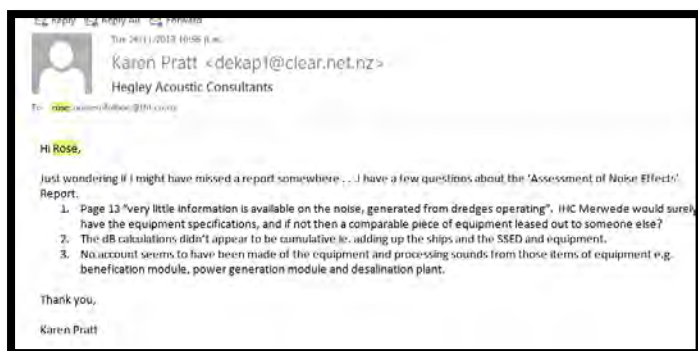 Reply Reply All Forward
Karen Pratt <dekap1@clear.net.nz>
Hegley Acoustic Consultants
To rose
Hi Rose,
Just wondering if I might have missed a report somewhere . . .I have a few questions about the 'Assessment of Noise Effects'
Report.
1. Page 13 "very little information is available on the noise, generated from dredges operating". IHC Merwede would surely
have the equipment specifications, and if not then a comparable piece of equipment leased out to someone else?
2. The dB calculations didn't appear to be cumulative ie. adding up the ships and the SSED and equipment.
3. No account seems to have been made of the equipment and processing sounds from those items of equipment e.g.
benefication module, power generation module and desalination plant.
Thank you,
Karen Pratt